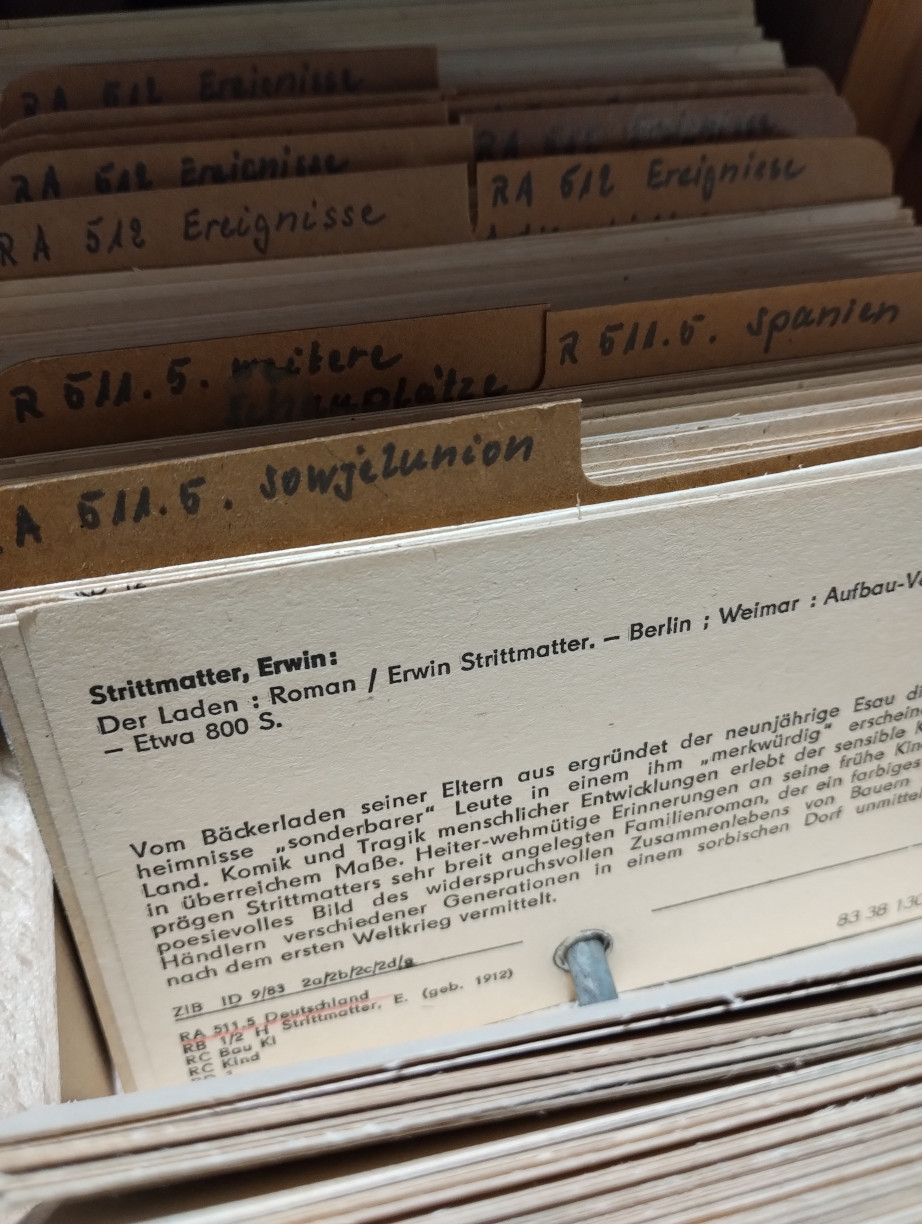 RA 512 Ereignisse
RA 512 Ereignisse
RA 512 Ereignisse
RA 512 Ereignisse
R 511.5. weitere
Schauplätze
R 511.5. Spanien
A 511.5. Sowjetunion
Strittmatter, Erwin:
Der Laden : Roman / Erwin Strittmatter. — Berlin ; Weimar : Aufbau-Ve
— Etwa 800 S.
Vom Bäckerladen seiner Eltern aus ergründet der neunjährige Esau di
heimnisse „sonderbarer“ Leute in einem ihm „merkwürdig“ erschein
Land. Komik und Tragik menschlicher Entwicklungen erlebt der sensible K
in überreichem Maße. Heiter-wehmütige Erinnerungen an seine frühe Kin
prägen Strittmatters sehr breit angelegten Familienroman, der ein farbiges
poesievolles Bild des widerspruchsvollen Zusammenlebens von Bauern
Händlern verschiedener Generationen in einem sorbischen Dorf unmittel
nach dem ersten Weltkrieg vermittelt.
83 38 130
ZIB ID 9/83 2a/2b/2c/2d/g
RA 511.5 Deutschland
RB 1/2 H Strittmatter, E. (geb. 1912)
RC Bau Kl
RC Kind